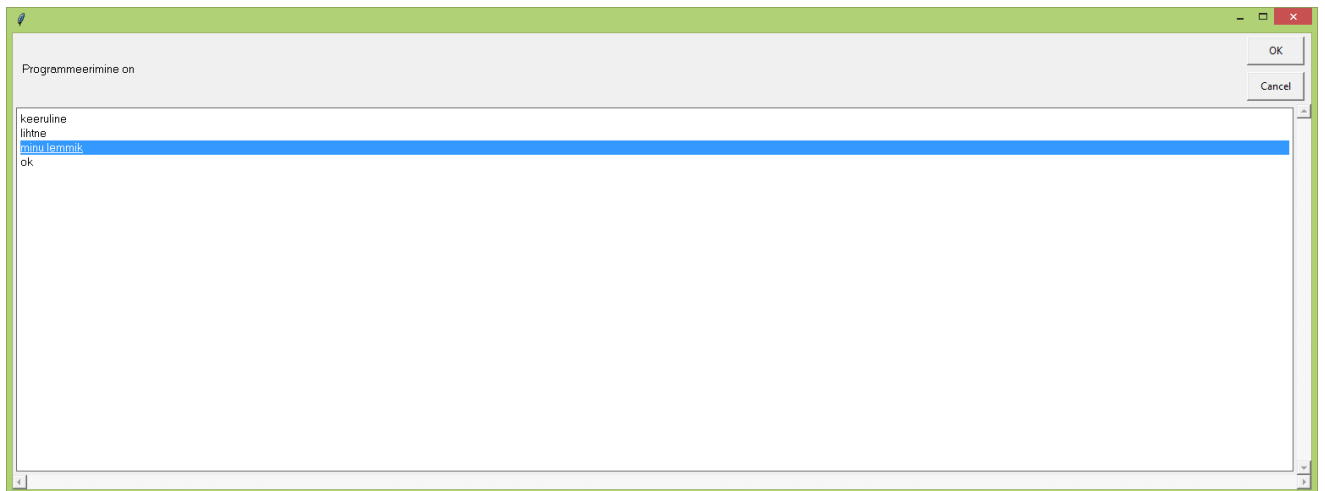 OK
Programmeerimine on
Cancel
keeruline
lihtne
minu lemmik
ok